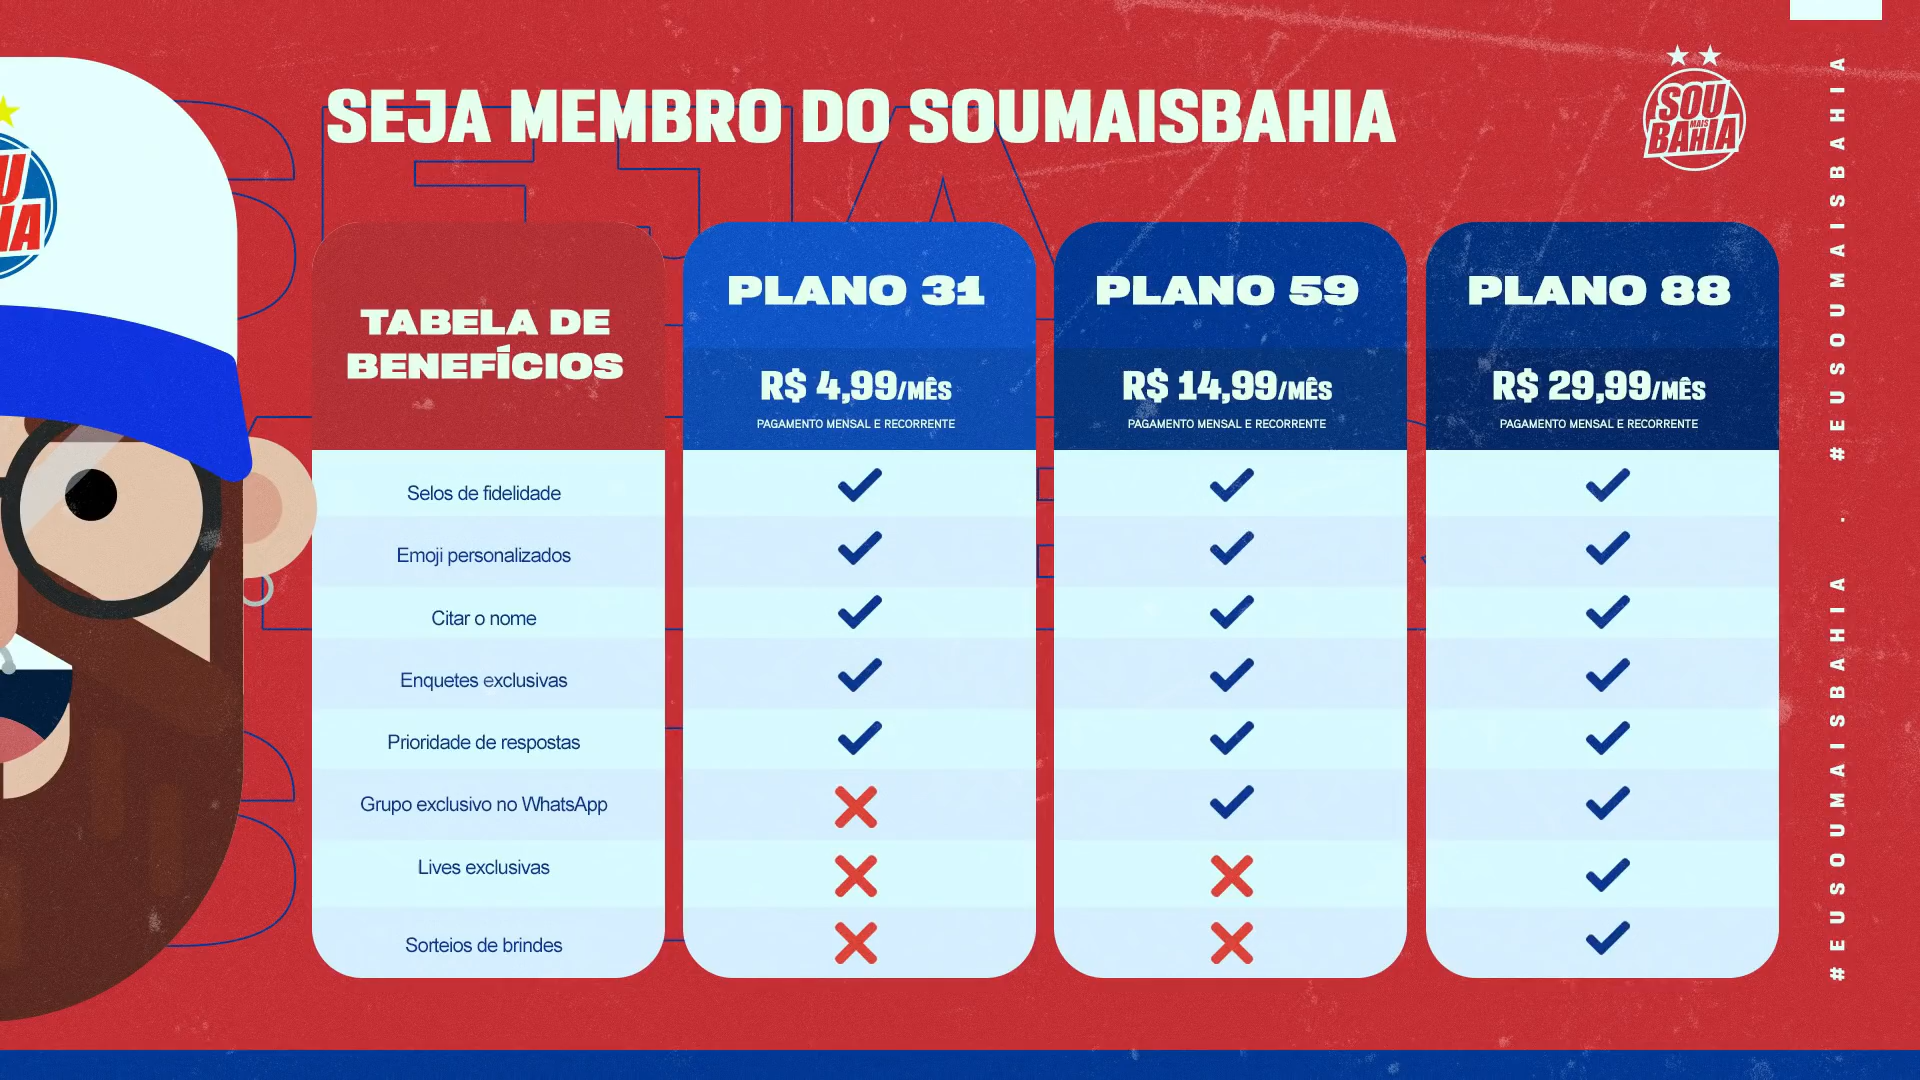 SEJA MEMBRO DO SOUMAISBAHIA
SOU
MAIS
BAHIA
TABELA DE
BENEFÍCIOS
PLANO 31
R$ 4,99/MÊS
PAGAMENTO MENSAL E RECORRENTE
PLANO 59
R$ 14,99/MÊS
PAGAMENTO MENSAL E RECORRENTE
PLANO 88
R$ 29,99/MÊS
PAGAMENTO MENSAL E RECORRENTE
Selos de fidelidade
Emoji personalizados
Citar o nome
Enquetes exclusivas
Prioridade de respostas
Grupo exclusivo no WhatsApp
Lives exclusivas
Sorteios de brindes
#EUSOUMAISBAHIA . #EUSOUMAISBAHIA